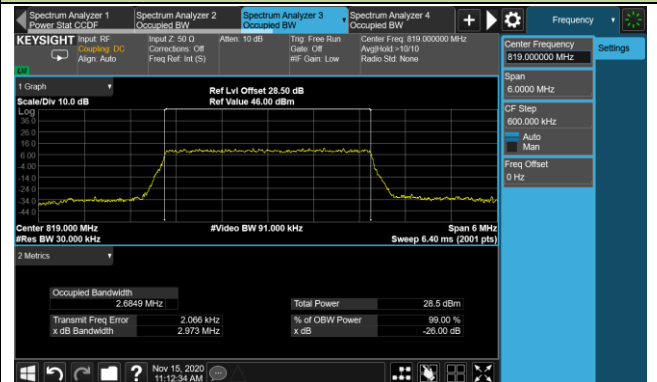 Spectrum Analyzer 1
Power Stat CCDF
Spectrum Analyzer 2
Occupied BW
Spectrum Analyzer 3
Occupied BW
Spectrum Analyzer 4
Occupied BW
Frequency
KEYSIGHT
Input: RF
Coupling: DC
Align: Auto
Input Z: 50 Ω
Corrections: Off
Freq Ref: Int (S)
Atten: 10 dB
Trig: Free Run
Gate: Off
#IF Gain: Low
Center Freq: 819.000000 MHz
Avg|Hold:>10/10
Radio Std: None
Center Frequency
819.000000 MHz
Settings
Span
6.0000 MHz
CF Step
600.000 kHz
Auto
Man
Freq Offset
0 Hz
1 Graph
Scale/Div 10.0 dB
Ref Lvl Offset 28.50 dB
Ref Value 46.00 dBm
Log
36.0
26.0
16.0
6.00
-4.00
-14.0
-24.0
-34.0
-44.0
Center 819.000 MHz
#Res BW 30.000 kHz
#Video BW 91.000 kHz
Span 6 MHz
Sweep 6.40 ms (2001 pts)
2 Metrics
Occupied Bandwidth
2.6849 MHz
Total Power 28.5 dBm
Transmit Freq Error 2.066 kHz
% of OBW Power 99.00 %
x dB Bandwidth 2.973 MHz
x dB -26.00 dB
?
Nov 15, 2020
11:12:34 AM